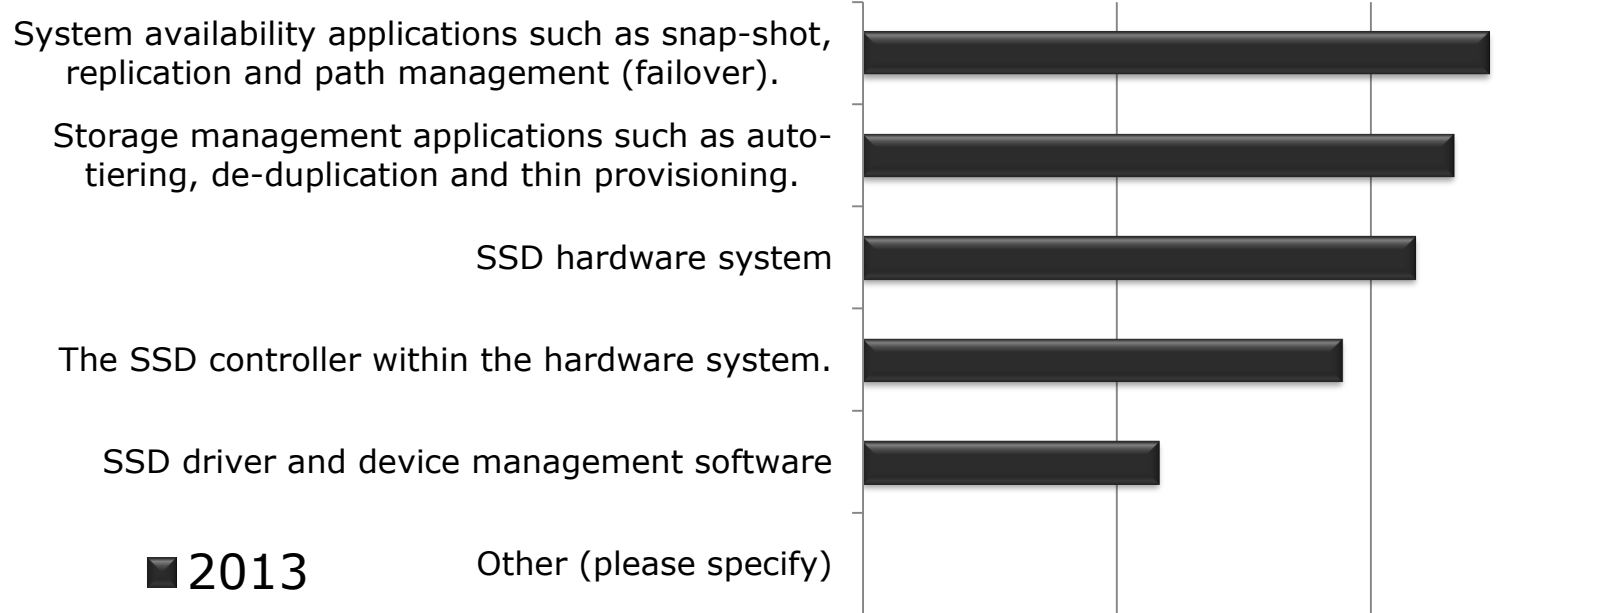 System availability applications such as snap-shot,
replication and path management (failover).
Storage management applications such as auto-
tiering, de-duplication and thin provisioning.
SSD hardware system
The SSD controller within the hardware system.
SSD driver and device management software
Other (please specify)
2013